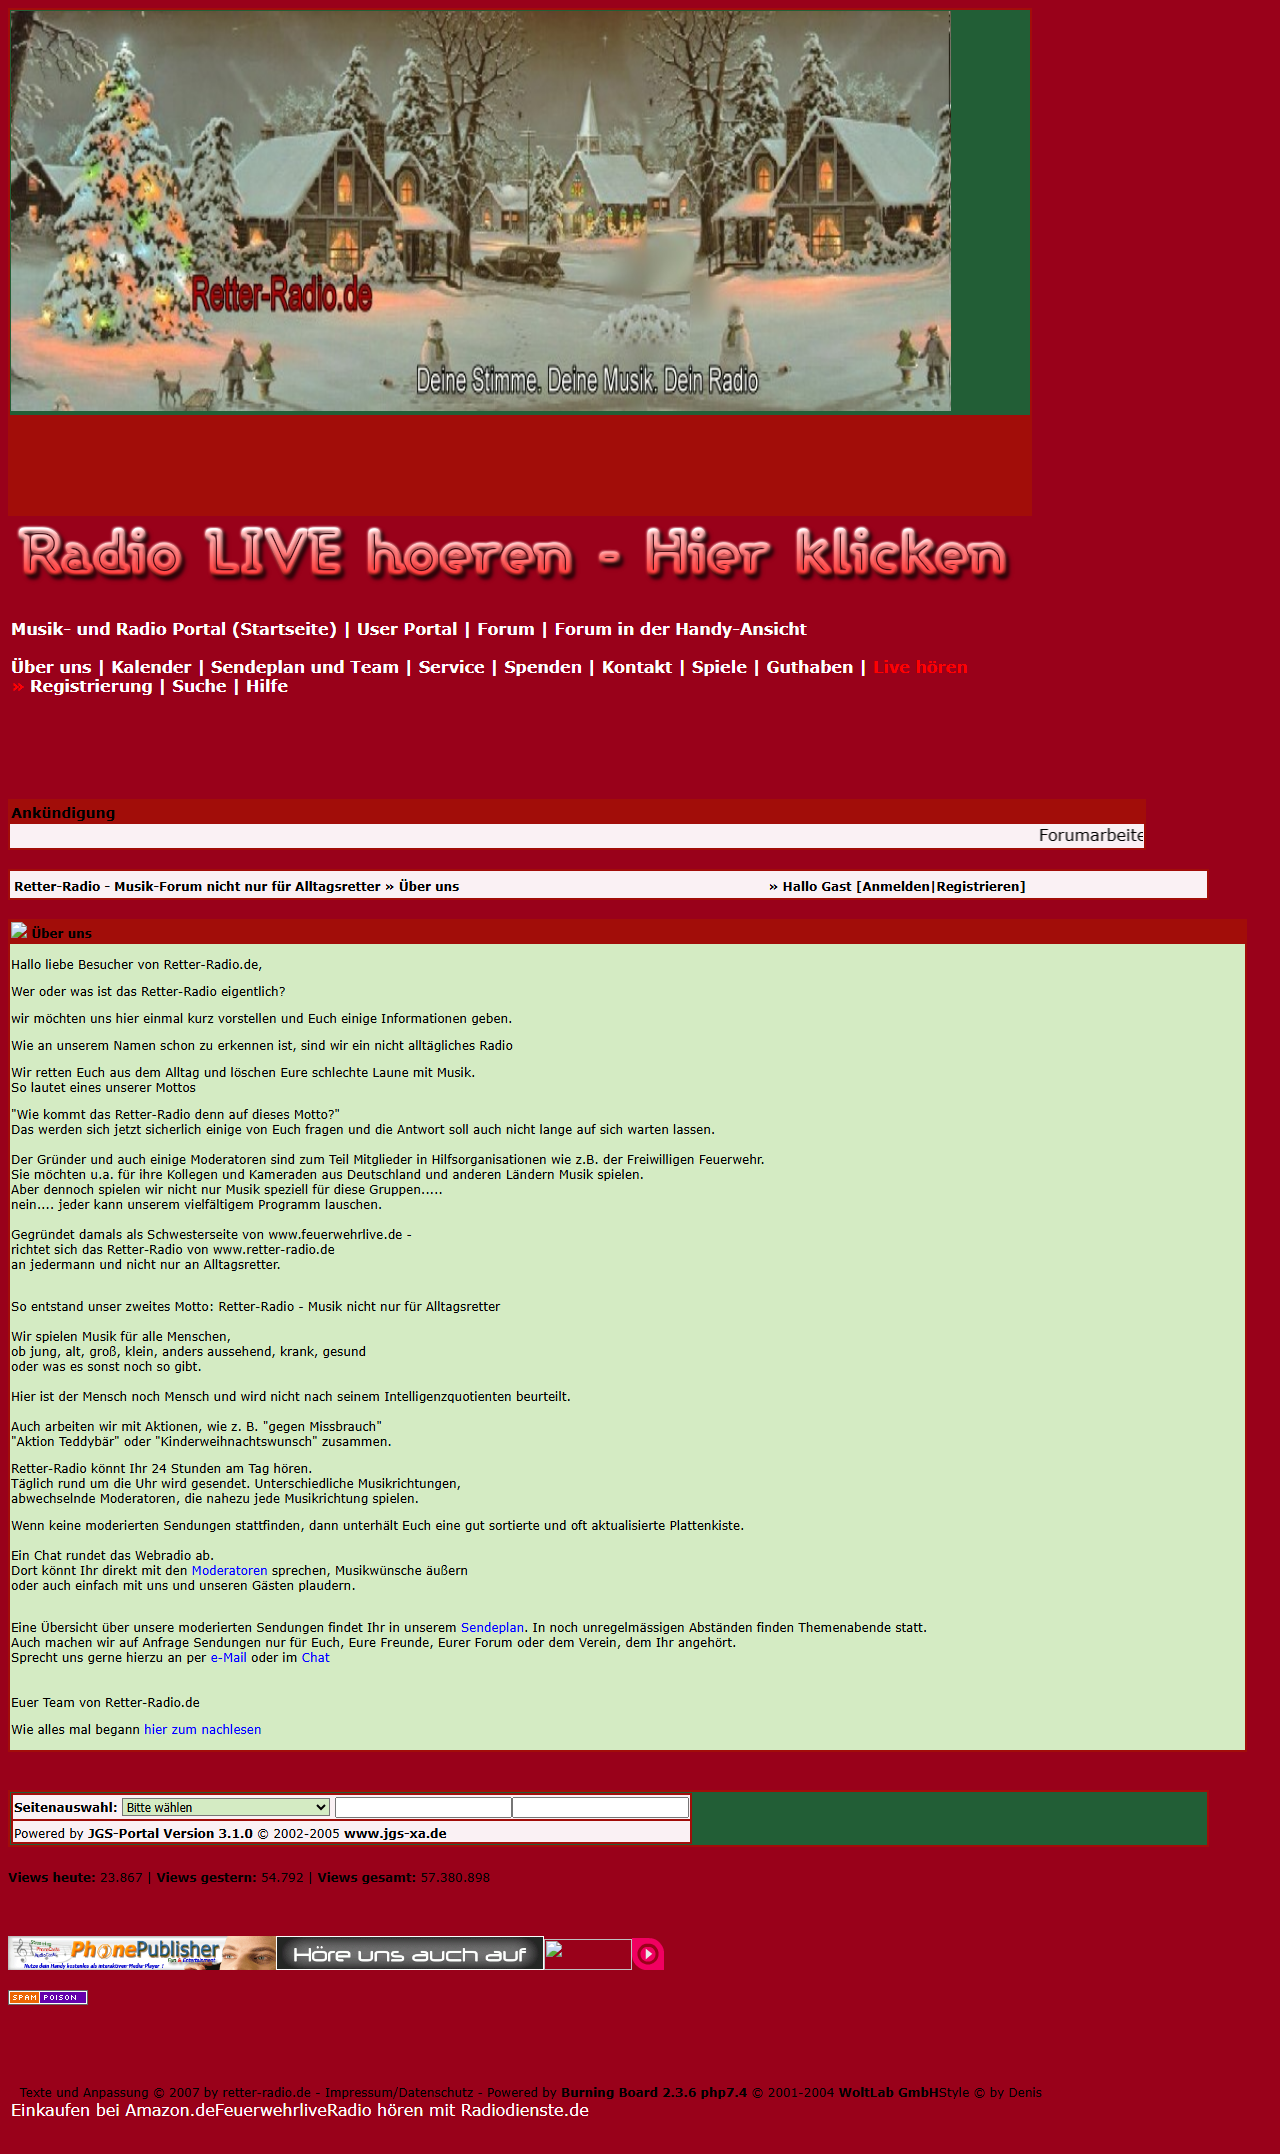 Retter-Radio.de
Deine Stimme. Deine Musik. Dein Radio
Radio LIVE hoeren - Hier klicken
Musik- und Radio Portal (Startseite) | User Portal | Forum | Forum in der Handy-Ansicht
Über uns | Kalender | Sendeplan und Team | Service | Spenden | Kontakt | Spiele | Guthaben | Live hören
» Registrierung | Suche | Hilfe
Ankündigung
Forumarbeite
Retter-Radio - Musik-Forum nicht nur für Alltagsretter » Über uns
» Hallo Gast [Anmelden|Registrieren]
Über uns
Hallo liebe Besucher von Retter-Radio.de,
Wer oder was ist das Retter-Radio eigentlich?
wir möchten uns hier einmal kurz vorstellen und Euch einige Informationen geben.
Wie an unserem Namen schon zu erkennen ist, sind wir ein nicht alltägliches Radio
Wir retten Euch aus dem Alltag und löschen Eure schlechte Laune mit Musik.
So lautet eines unserer Mottos
"Wie kommt das Retter-Radio denn auf dieses Motto?"
Das werden sich jetzt sicherlich einige von Euch fragen und die Antwort soll auch nicht lange auf sich warten lassen.
Der Gründer und auch einige Moderatoren sind zum Teil Mitglieder in Hilfsorganisationen wie z.B. der Freiwilligen Feuerwehr.
Sie möchten u.a. für ihre Kollegen und Kameraden aus Deutschland und anderen Ländern Musik spielen.
Aber dennoch spielen wir nicht nur Musik speziell für diese Gruppen.....
nein.... jeder kann unserem vielfältigem Programm lauschen.
Gegründet damals als Schwesterseite von www.feuerwehrlive.de -
richtet sich das Retter-Radio von www.retter-radio.de
an jedermann und nicht nur an Alltagsretter.
So entstand unser zweites Motto: Retter-Radio - Musik nicht nur für Alltagsretter
Wir spielen Musik für alle Menschen,
ob jung, alt, groß, klein, anders aussehend, krank, gesund
oder was es sonst noch so gibt.
Hier ist der Mensch noch Mensch und wird nicht nach seinem Intelligenzquotienten beurteilt.
Auch arbeiten wir mit Aktionen, wie z. B. "gegen Missbrauch"
"Aktion Teddybär" oder "Kinderweihnachtswunsch" zusammen.
Retter-Radio könnt Ihr 24 Stunden am Tag hören.
Täglich rund um die Uhr wird gesendet. Unterschiedliche Musikrichtungen,
abwechselnde Moderatoren, die nahezu jede Musikrichtung spielen.
Wenn keine moderierten Sendungen stattfinden, dann unterhält Euch eine gut sortierte und oft aktualisierte Plattenkiste.
Ein Chat rundet das Webradio ab.
Dort könnt Ihr direkt mit den Moderatoren sprechen, Musikwünsche äußern
oder auch einfach mit uns und unseren Gästen plaudern.
Eine Übersicht über unsere moderierten Sendungen findet Ihr in unserem Sendeplan. In noch unregelmässigen Abständen finden Themenabende statt.
Auch machen wir auf Anfrage Sendungen nur für Euch, Eure Freunde, Eurer Forum oder dem Verein, dem Ihr angehört.
Sprecht uns gerne hierzu an per e-Mail oder im Chat
Euer Team von Retter-Radio.de
Wie alles mal begann hier zum nachlesen
Seitenauswahl: Bitte wählen
Powered by JGS-Portal Version 3.1.0 © 2002-2005 www.jgs-xa.de
Views heute: 23.867 | Views gestern: 54.792 | Views gesamt: 57.380.898
PhonePublisher
Fun & Entertainment
Nutze dein Handy kostenlos als interaktiven Media-Player !
Höre uns auch auf
SPAM POISON
Texte und Anpassung © 2007 by retter-radio.de - Impressum/Datenschutz - Powered by Burning Board 2.3.6 php7.4 © 2001-2004 WoltLab GmbHStyle © by Denis
Einkaufen bei Amazon.deFeuerwehrliveRadio hören mit Radiodienste.de